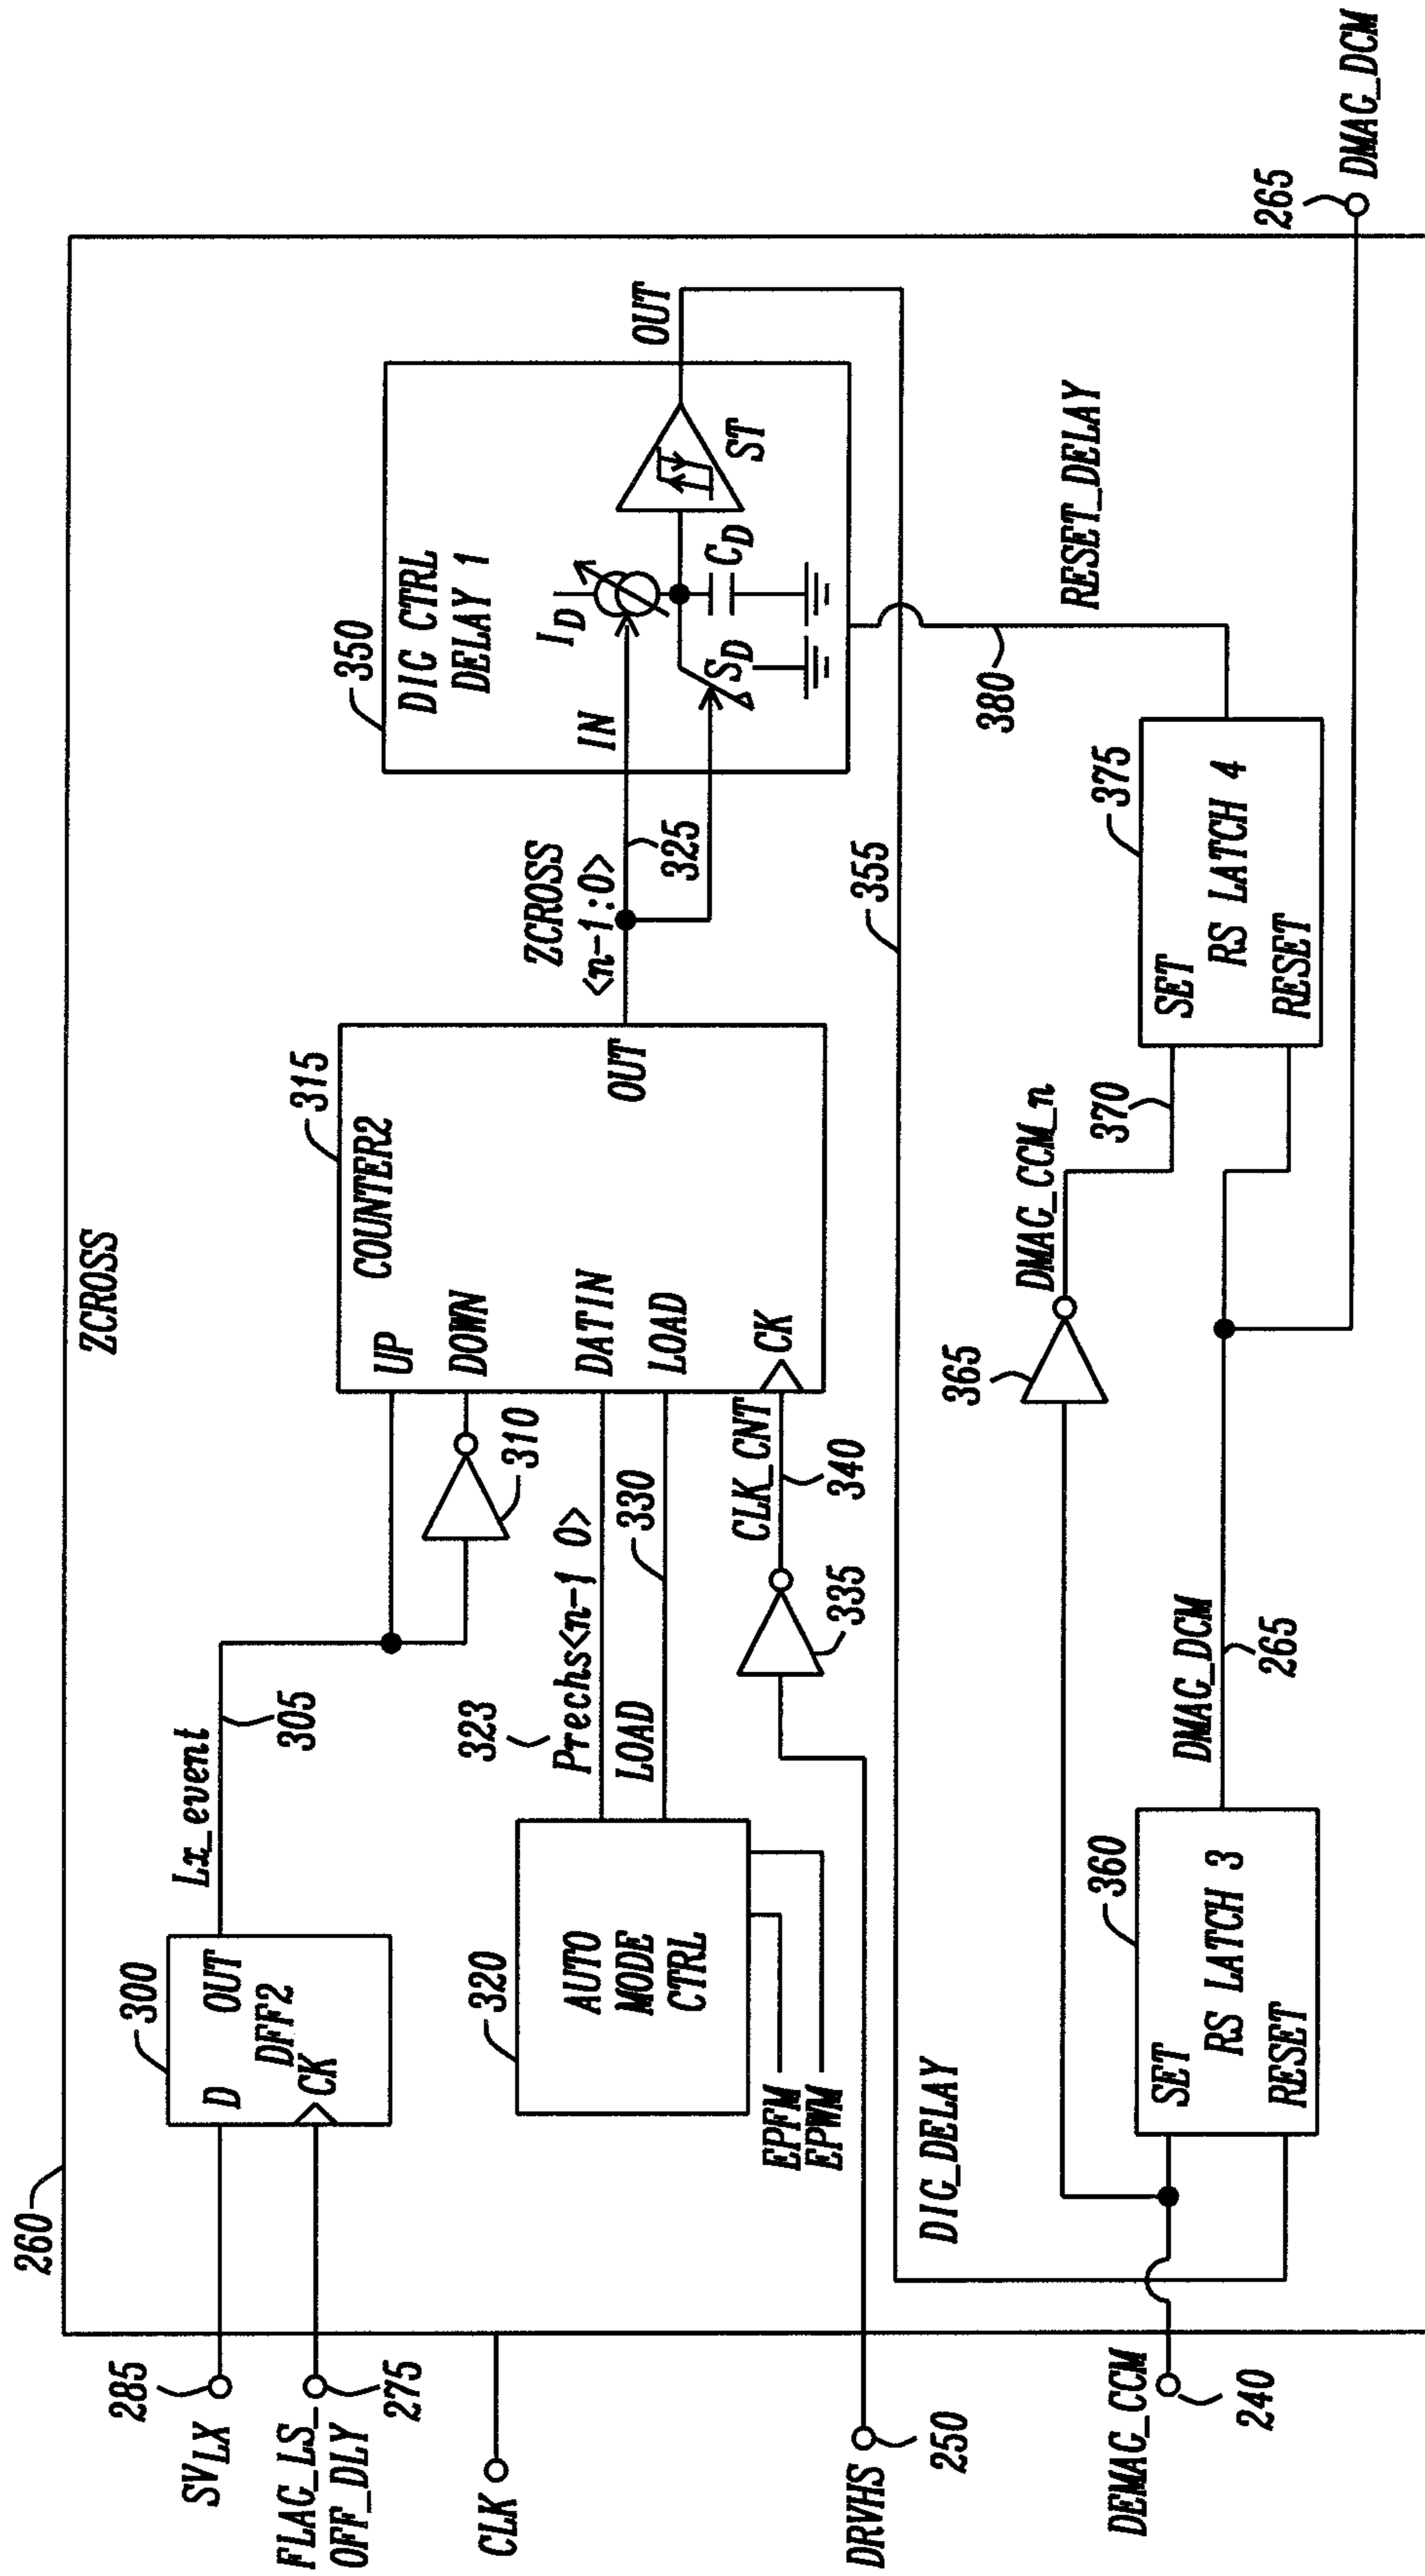 260
ZCROSS
285
SVLX
FLAG_LS_
OFF_DLY
275
CLK
DRVHS
250
DEMAG_CCM
240
300
D
OUT
DFF2
CK
Lx_event
305
310
320
AUTO
MODE
CTRL
EPFM
EPWM
323
Prechs<n-1 0>
LOAD
330
335
CLK_CNT
340
315
COUNTER2
UP
DOWN
DATIN
LOAD
CK
OUT
ZCROSS
<n-1:0>
325
350
DIG CTRL
DELAY 1
IN
ID
SD
CD
ST
OUT
355
DIG_DELAY
360
SET
RS LATCH 3
RESET
DMAG_DCM
265
365
DMAG_CCM_n
370
375
SET
RS LATCH 4
RESET
380
RESET_DELAY
265
DMAG_DCM